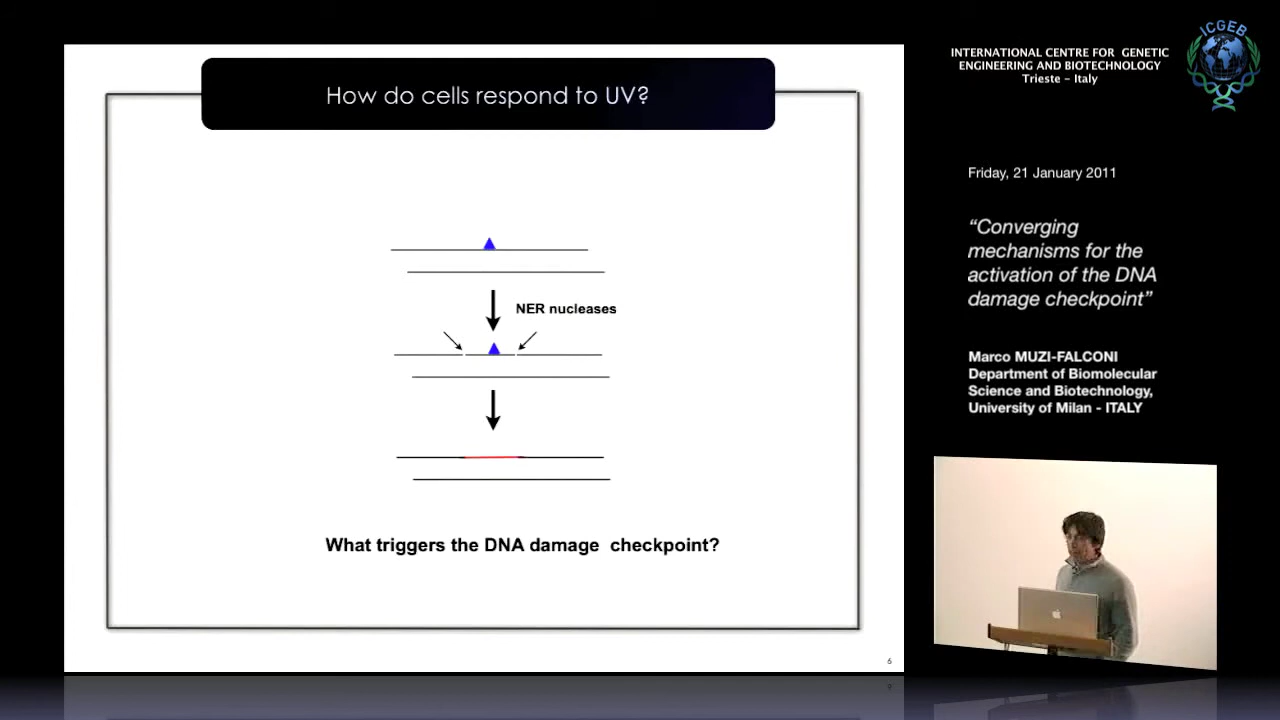 How do cells respond to UV?
NER nucleases
What triggers the DNA damage checkpoint?
6
INTERNATIONAL CENTRE FOR GENETIC
ENGINEERING AND BIOTECHNOLOGY
Trieste - Italy
ICGEB
Friday, 21 January 2011
“Converging
mechanisms for the
activation of the DNA
damage checkpoint”
Marco MUZI-FALCONI
Department of Biomolecular
Science and Biotechnology,
University of Milan - ITALY